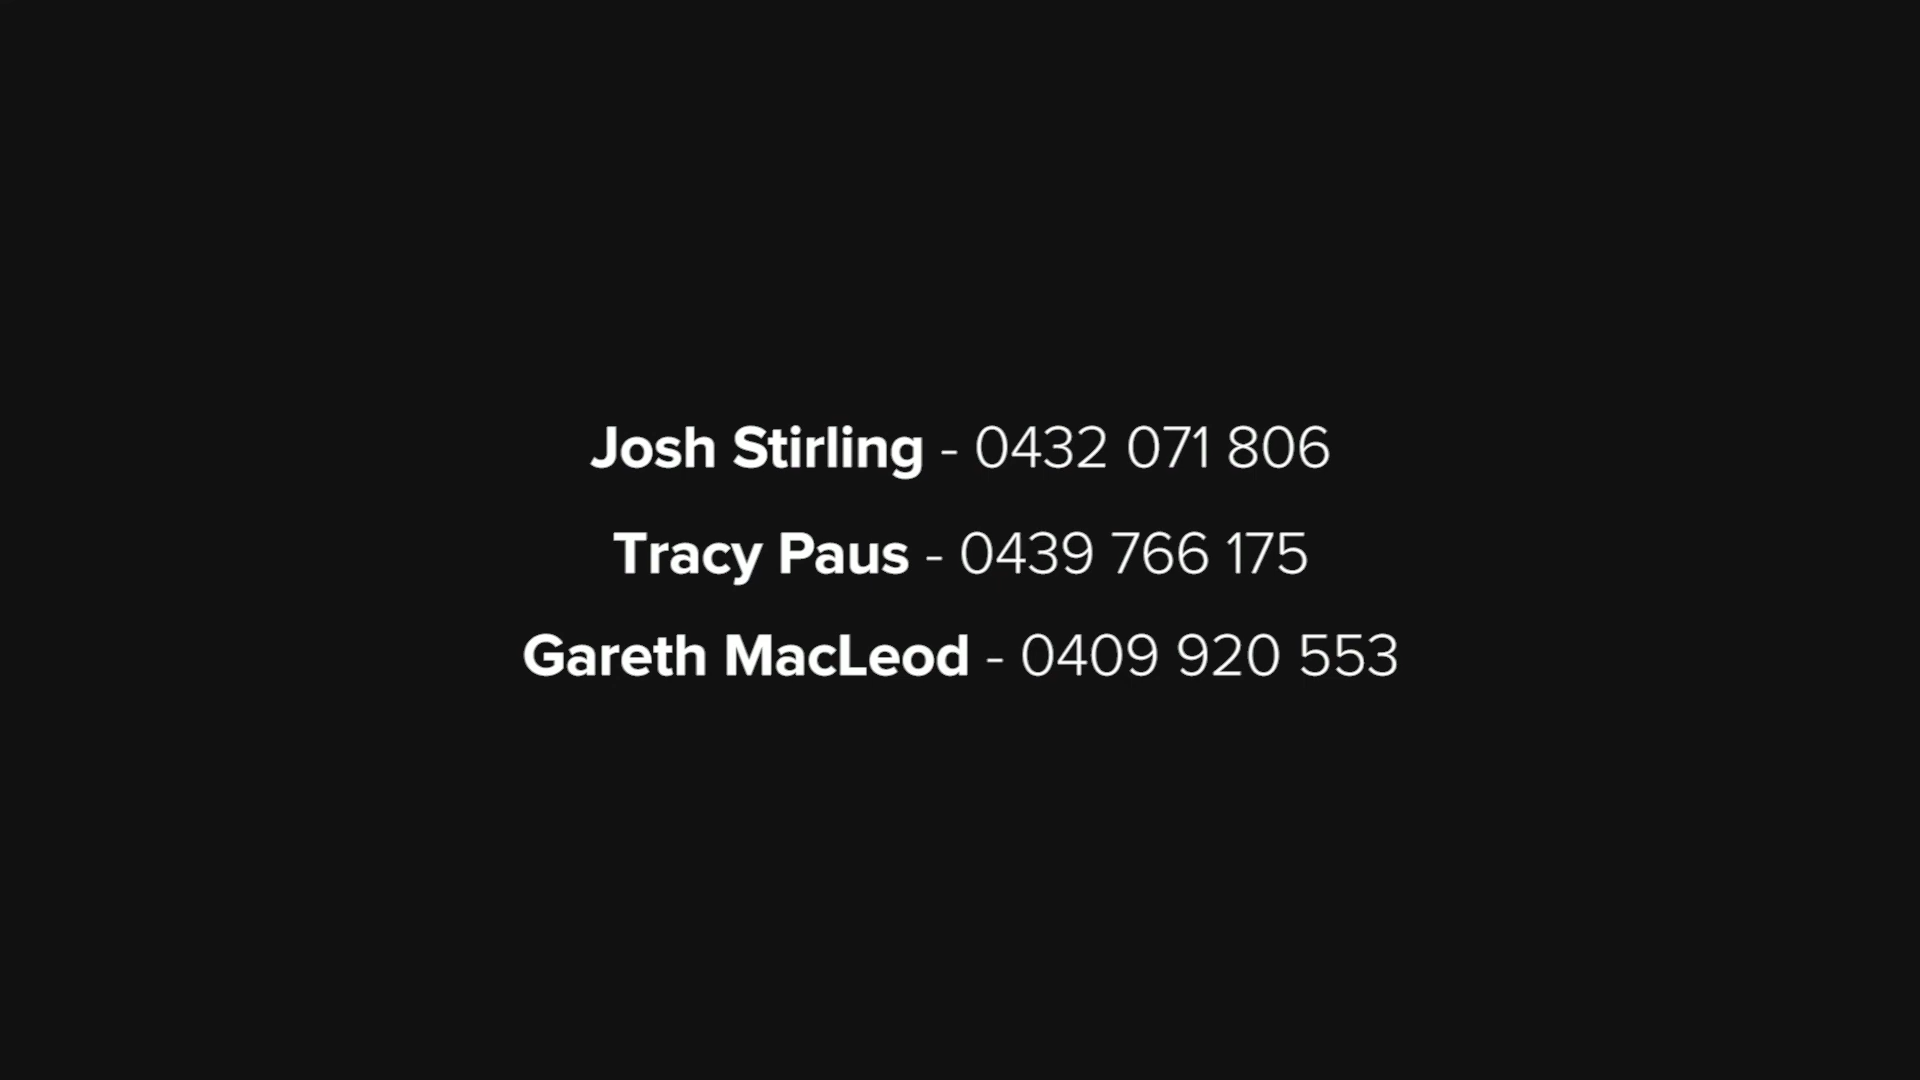 Josh Stirling - 0432 071 806
Tracy Paus - 0439 766 175
Gareth MacLeod - 0409 920 553